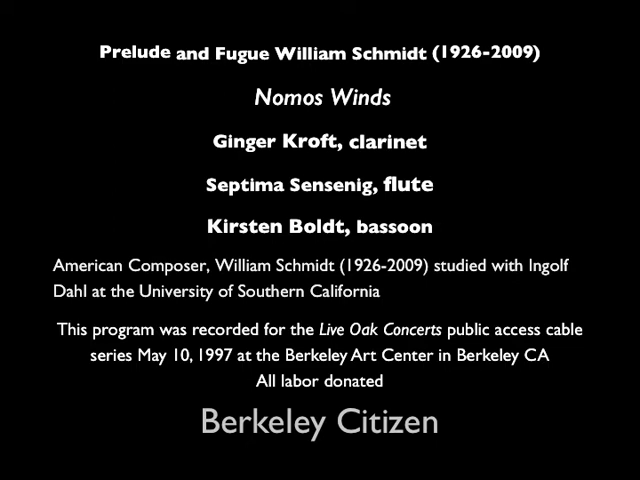 Prelude and Fugue William Schmidt (1926-2009)
Nomos Winds
Ginger Kroft, clarinet
Septima Sensenig, flute
Kirsten Boldt, bassoon
American Composer, William Schmidt (1926-2009) studied with Ingolf
Dahl at the University of Southern California
This program was recorded for the Live Oak Concerts public access cable
series May 10, 1997 at the Berkeley Art Center in Berkeley CA
All labor donated
Berkeley Citizen